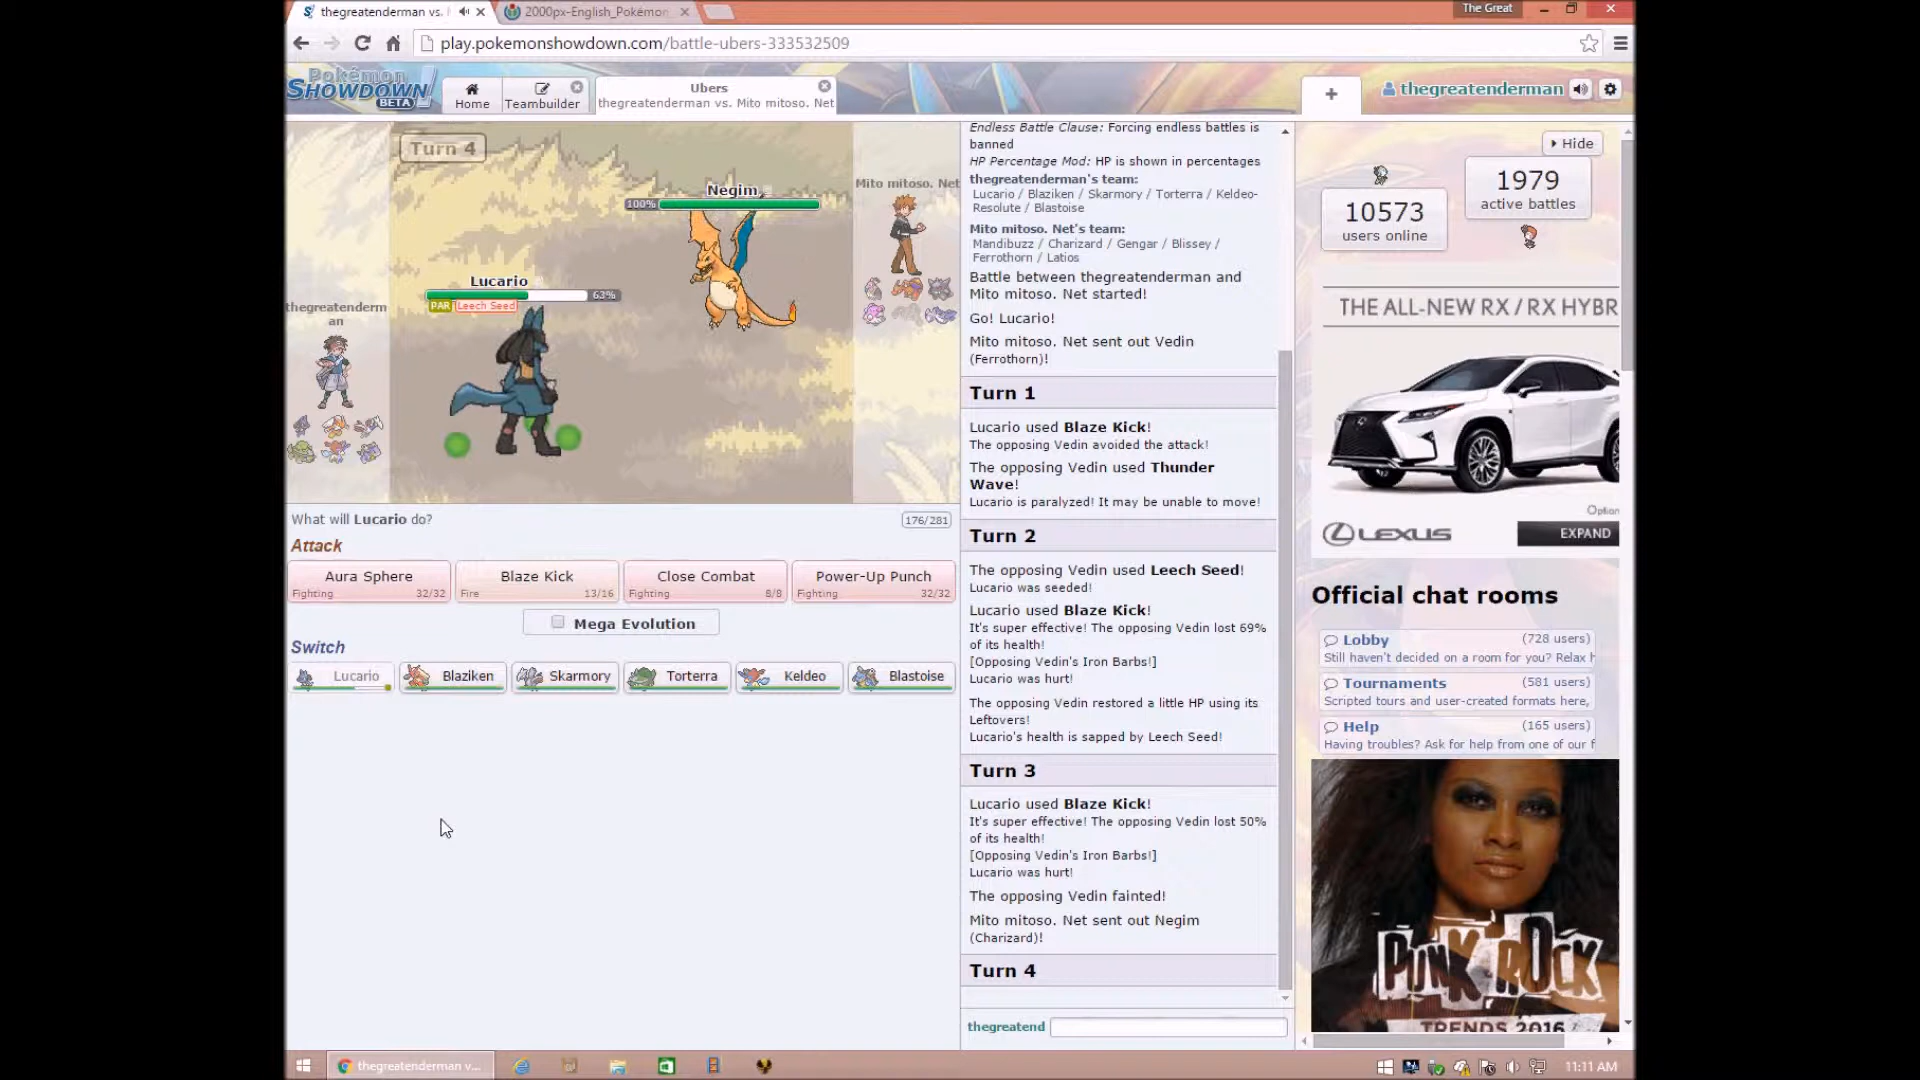 thegreatenderman vs.
2000px-English_Pokémon
The Great
play.pokemonshowdown.com/battle-ubers-333532509
Pokémon
SHOWDOWN
BETA
Home
Teambuilder
Ubers
thegreatenderman vs. Mito mitoso. Net
+
thegreatenderman
Turn 4
Negim,
100%
Lucario
63%
PAR Leech Seed
thegreatenderm
an
Mito mitoso. Net
What will Lucario do?
176/281
Attack
Aura Sphere
Fighting 32/32
Blaze Kick
Fire 13/16
Close Combat
Fighting 8/8
Power-Up Punch
Fighting 32/32
Mega Evolution
Switch
Lucario
Blaziken
Skarmory
Torterra
Keldeo
Blastoise
Endless Battle Clause: Forcing endless battles is
banned
HP Percentage Mod: HP is shown in percentages
thegreatenderman's team:
Lucario / Blaziken / Skarmory / Torterra / Keldeo-
Resolute / Blastoise
Mito mitoso. Net's team:
Mandibuzz / Charizard / Gengar / Blissey /
Ferrothorn / Latios
Battle between thegreatenderman and
Mito mitoso. Net started!
Go! Lucario!
Mito mitoso. Net sent out Vedin
(Ferrothorn)!
Turn 1
Lucario used Blaze Kick!
The opposing Vedin avoided the attack!
The opposing Vedin used Thunder
Wave!
Lucario is paralyzed! It may be unable to move!
Turn 2
The opposing Vedin used Leech Seed!
Lucario was seeded!
Lucario used Blaze Kick!
It's super effective! The opposing Vedin lost 69%
of its health!
[Opposing Vedin's Iron Barbs!]
Lucario was hurt!
The opposing Vedin restored a little HP using its
Leftovers!
Lucario's health is sapped by Leech Seed!
Turn 3
Lucario used Blaze Kick!
It's super effective! The opposing Vedin lost 50%
of its health!
[Opposing Vedin's Iron Barbs!]
Lucario was hurt!
The opposing Vedin fainted!
Mito mitoso. Net sent out Negim
(Charizard)!
Turn 4
thegreatend
Hide
10573
users online
1979
active battles
THE ALL-NEW RX / RX HYBR
Option
LEXUS
EXPAND
Official chat rooms
Lobby (728 users)
Still haven't decided on a room for you? Relax h
Tournaments (581 users)
Scripted tours and user-created formats here,
Help (165 users)
Having troubles? Ask for help from one of our f
PUNK ROCK
TRENDS 2016
thegreatenderman v...
11:11 AM